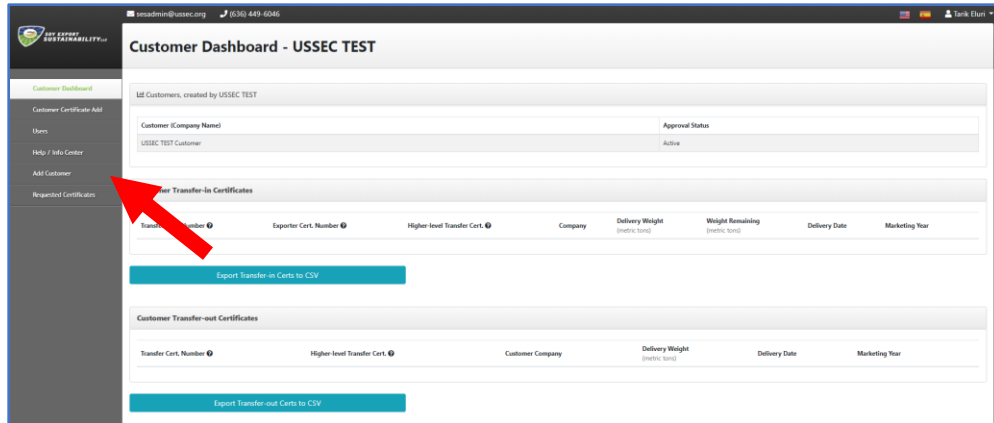 sesadmin@ussec.org (636) 449-6046 Tarik Eluri
SOY EXPORT
SUSTAINABILITY LLC
Customer Dashboard - USSEC TEST
Customer Dashboard
Customer Certificate Add
Users
Help / Info Center
Add Customer
Requested Certificates
Customers, created by USSEC TEST
Customer (Company Name) Approval Status
USSEC TEST Customer Active
mer Transfer-in Certificates
Transfe umber Exporter Cert. Number Higher-level Transfer Cert. Company Delivery Weight Weight Remaining Delivery Date Marketing Year
(metric tons) (metric tons)
Export Transfer-in Certs to CSV
Customer Transfer-out Certificates
Transfer Cert. Number Higher-level Transfer Cert. Customer Company Delivery Weight Delivery Date Marketing Year
(metric tons)
Export Transfer-out Certs to CSV